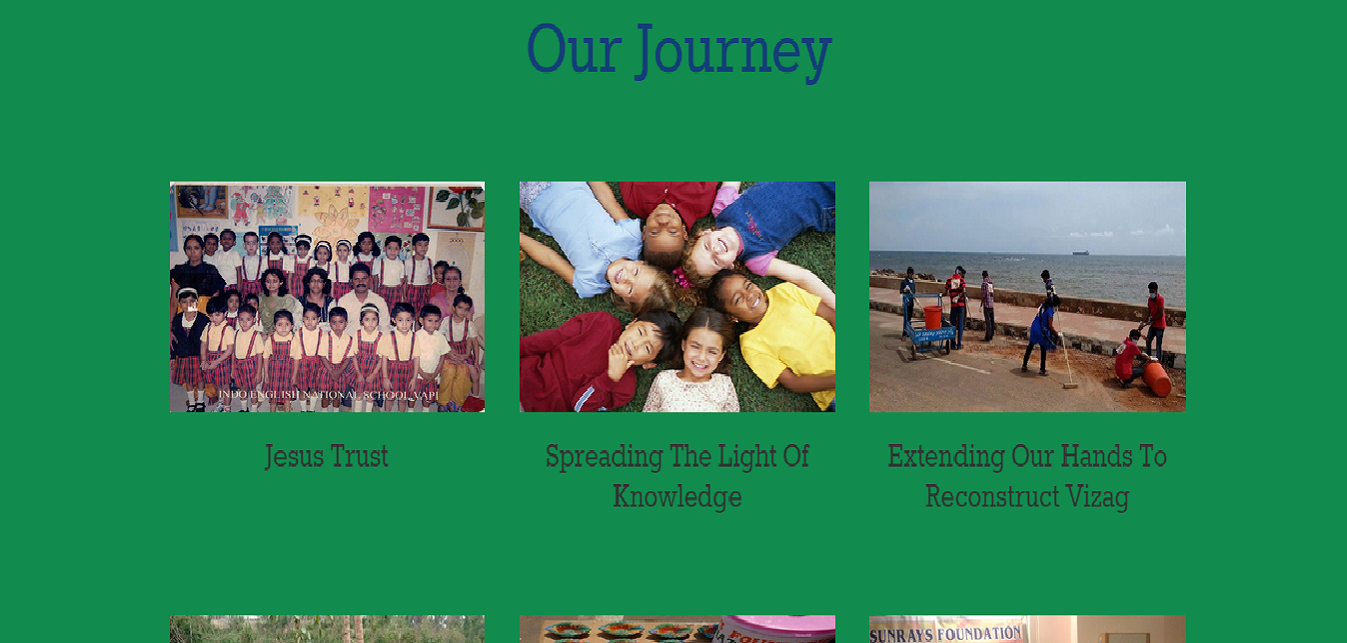 Our Journey
INDO ENGLISH NATIONAL SCHOOL, VAPI
Jesus Trust
Spreading The Light Of
Knowledge
Extending Our Hands To
Reconstruct Vizag
SUNRAYS FOUNDATION